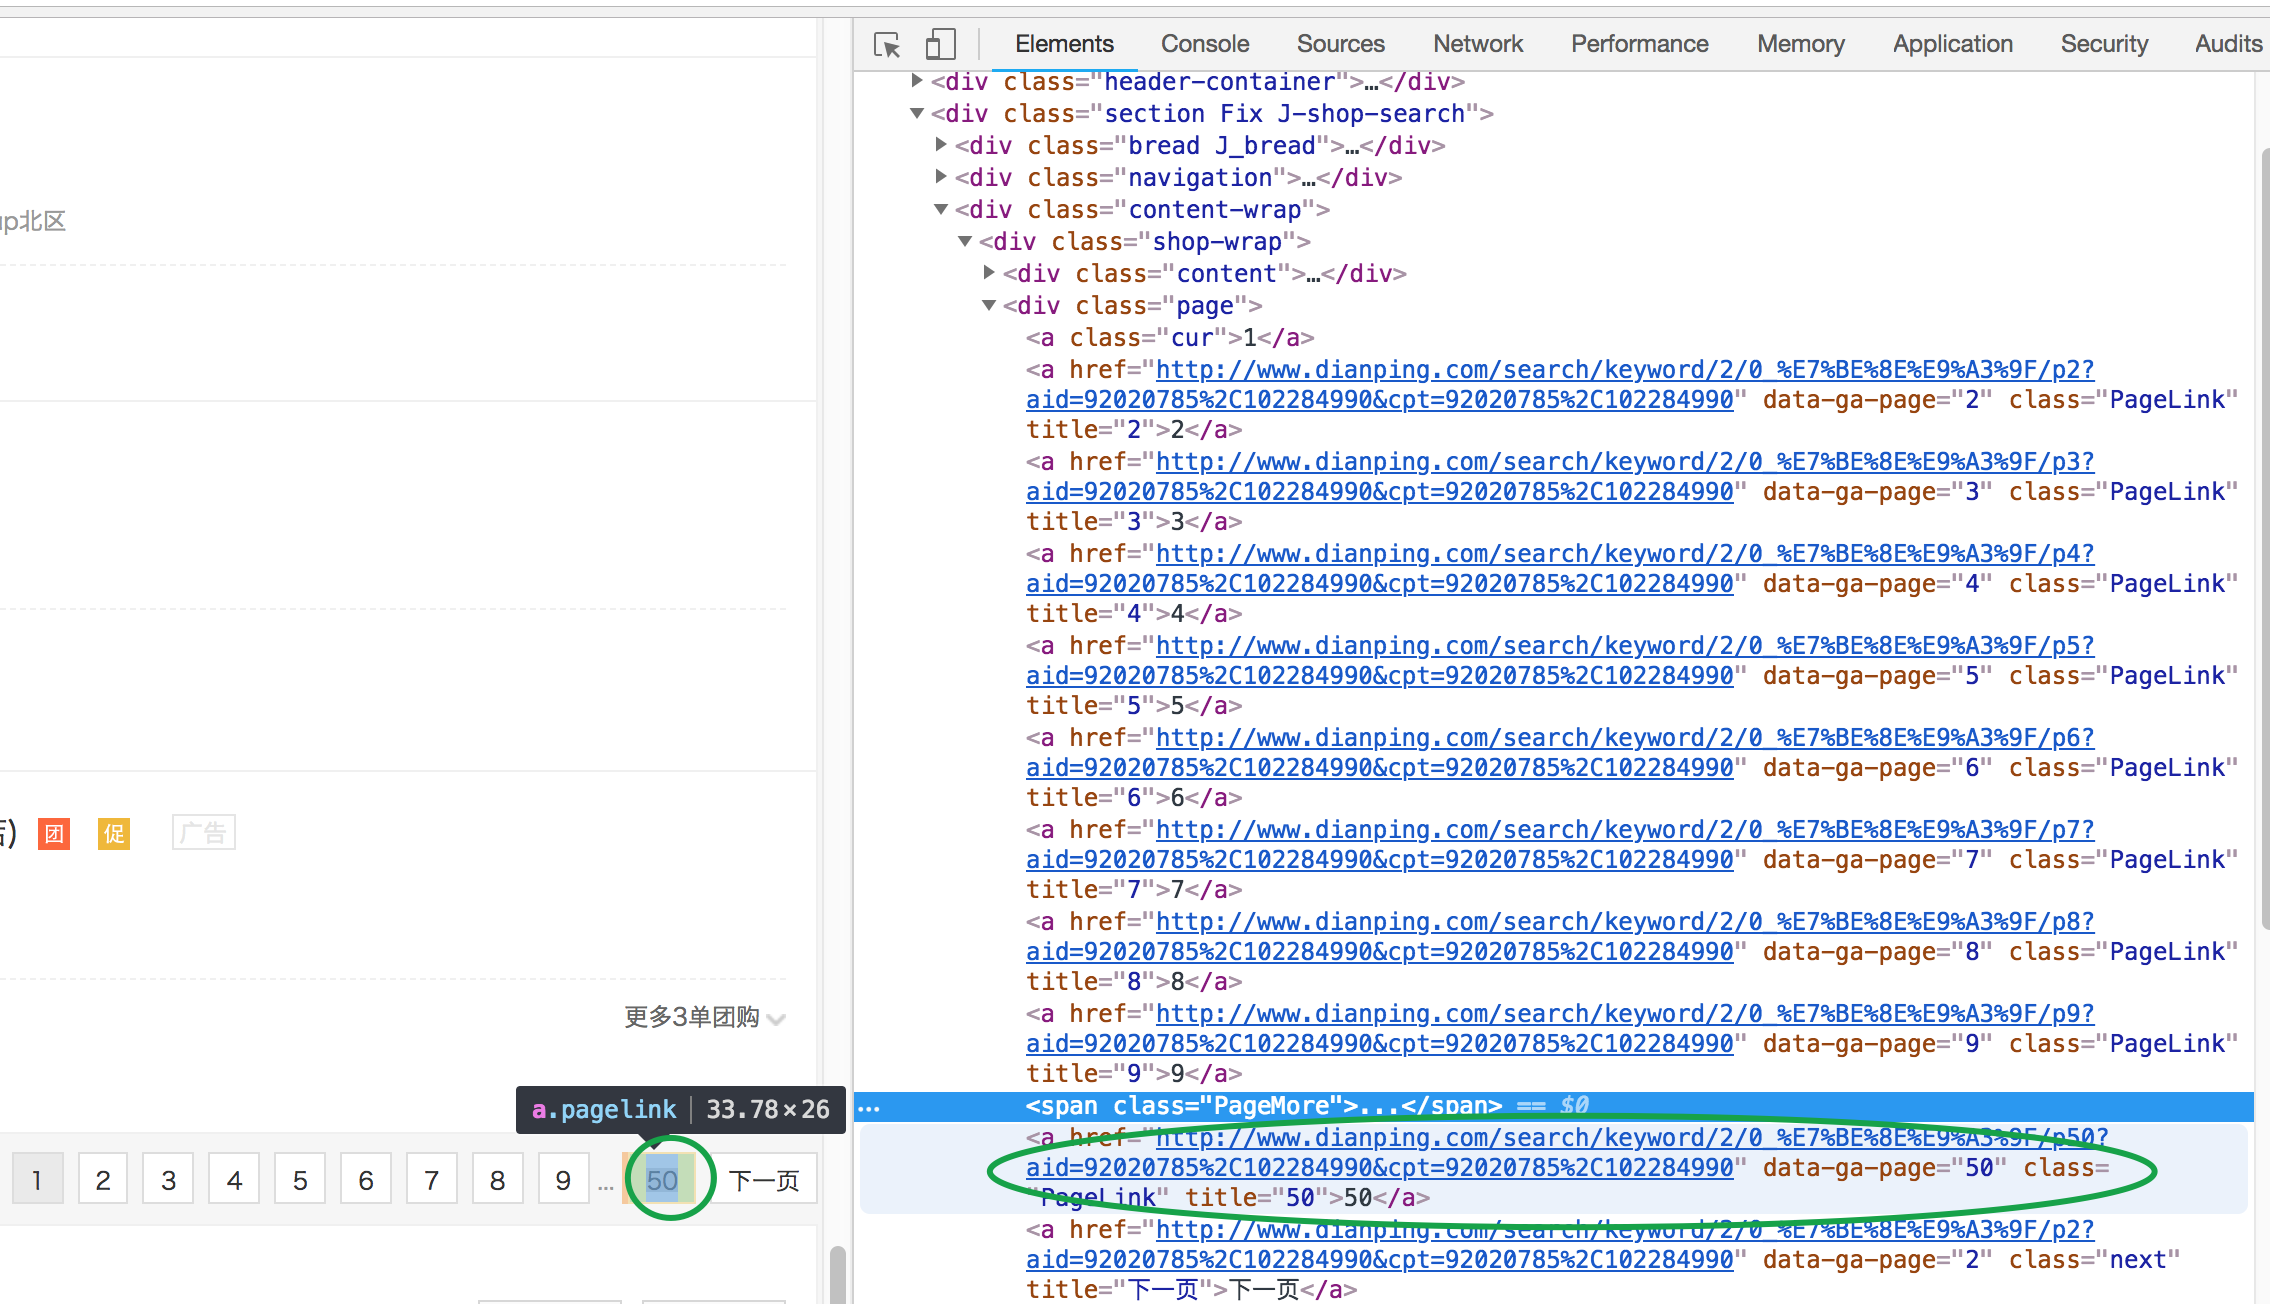 Elements Console Sources Network Performance Memory Application Security Audits
<div class="header-container">…</div>
<div class="section Fix J-shop-search">
<div class="bread J_bread">…</div>
<div class="navigation">…</div>
<div class="content-wrap">
<div class="shop-wrap">
<div class="content">…</div>
<div class="page">
<a class="cur">1</a>
<a href="http://www.dianping.com/search/keyword/2/0_%E7%BE%8E%E9%A3%9F/p2?
aid=92020785%2C102284990&cpt=92020785%2C102284990" data-ga-page="2" class="PageLink"
title="2">2</a>
<a href="http://www.dianping.com/search/keyword/2/0_%E7%BE%8E%E9%A3%9F/p3?
aid=92020785%2C102284990&cpt=92020785%2C102284990" data-ga-page="3" class="PageLink"
title="3">3</a>
<a href="http://www.dianping.com/search/keyword/2/0_%E7%BE%8E%E9%A3%9F/p4?
aid=92020785%2C102284990&cpt=92020785%2C102284990" data-ga-page="4" class="PageLink"
title="4">4</a>
<a href="http://www.dianping.com/search/keyword/2/0_%E7%BE%8E%E9%A3%9F/p5?
aid=92020785%2C102284990&cpt=92020785%2C102284990" data-ga-page="5" class="PageLink"
title="5">5</a>
<a href="http://www.dianping.com/search/keyword/2/0_%E7%BE%8E%E9%A3%9F/p6?
aid=92020785%2C102284990&cpt=92020785%2C102284990" data-ga-page="6" class="PageLink"
title="6">6</a>
<a href="http://www.dianping.com/search/keyword/2/0_%E7%BE%8E%E9%A3%9F/p7?
aid=92020785%2C102284990&cpt=92020785%2C102284990" data-ga-page="7" class="PageLink"
title="7">7</a>
<a href="http://www.dianping.com/search/keyword/2/0_%E7%BE%8E%E9%A3%9F/p8?
aid=92020785%2C102284990&cpt=92020785%2C102284990" data-ga-page="8" class="PageLink"
title="8">8</a>
<a href="http://www.dianping.com/search/keyword/2/0_%E7%BE%8E%E9%A3%9F/p9?
aid=92020785%2C102284990&cpt=92020785%2C102284990" data-ga-page="9" class="PageLink"
title="9">9</a>
<span class="PageMore">...</span> == $0
<a href="http://www.dianping.com/search/keyword/2/0_%E7%BE%8E%E9%A3%9F/p50?
aid=92020785%2C102284990&cpt=92020785%2C102284990" data-ga-page="50" class=
"PageLink" title="50">50</a>
<a href="http://www.dianping.com/search/keyword/2/0_%E7%BE%8E%E9%A3%9F/p2?
aid=92020785%2C102284990&cpt=92020785%2C102284990" data-ga-page="2" class="next"
title="下一页">下一页</a>
up北区
店) 团 促 广告
更多3单团购
a.pagelink 33.78×26
1 2 3 4 5 6 7 8 9 ... 50 下一页